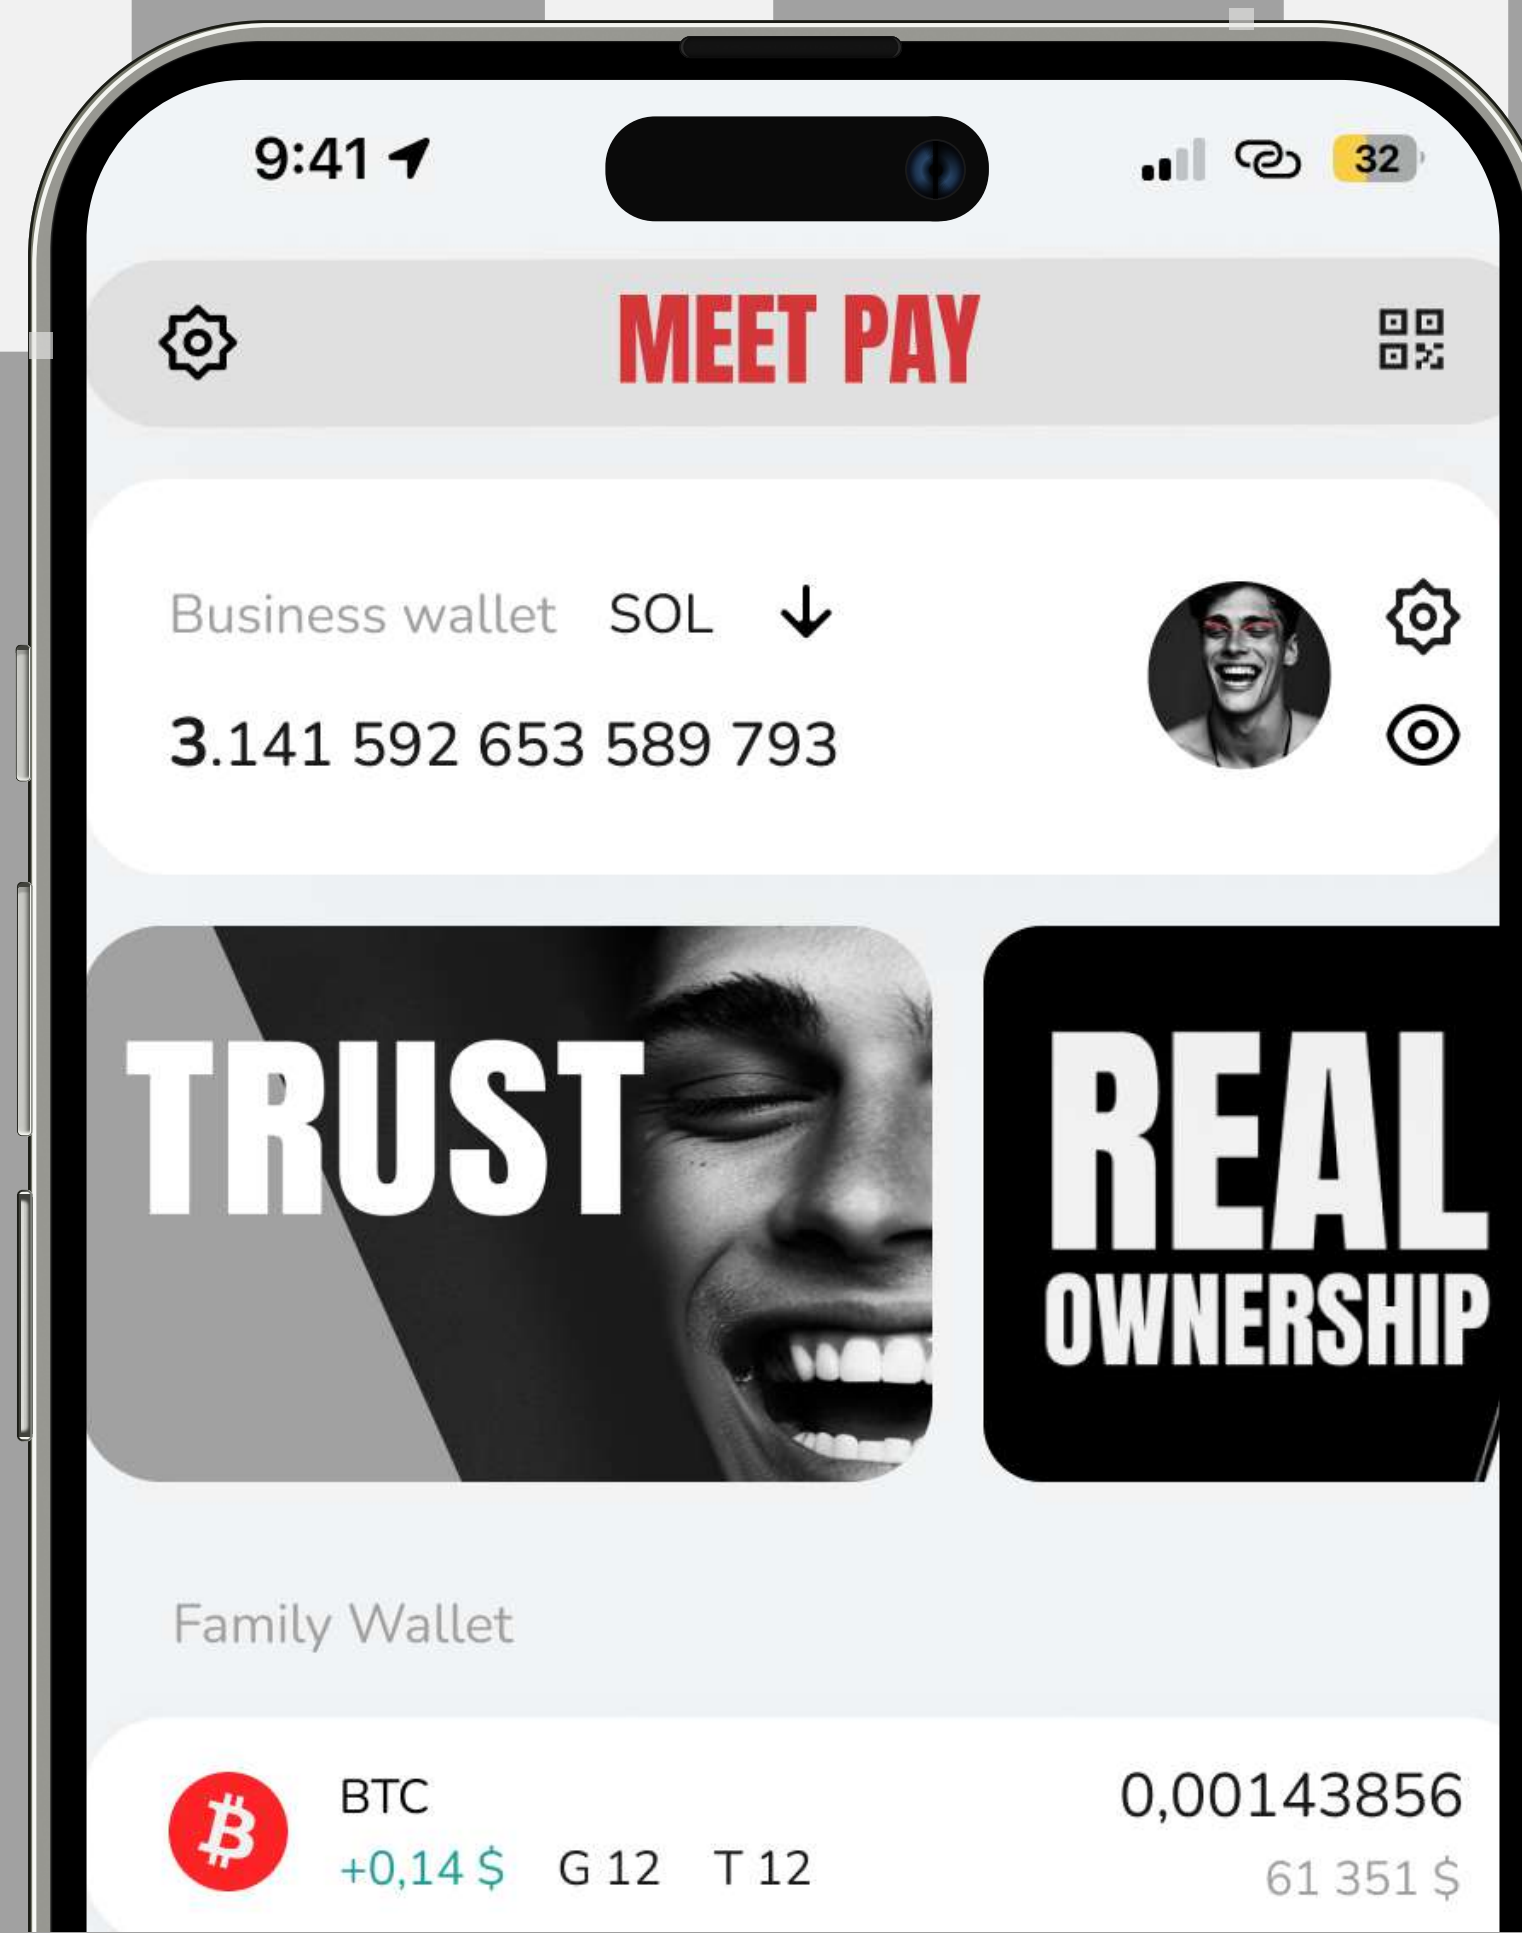 9:41
32
MEET PAY
Business wallet SOL
3.141 592 653 589 793
TRUST
REAL
OWNERSHIP
Family Wallet
BTC
0,00143856
+0,14 $ G 12 T 12
61 351 $